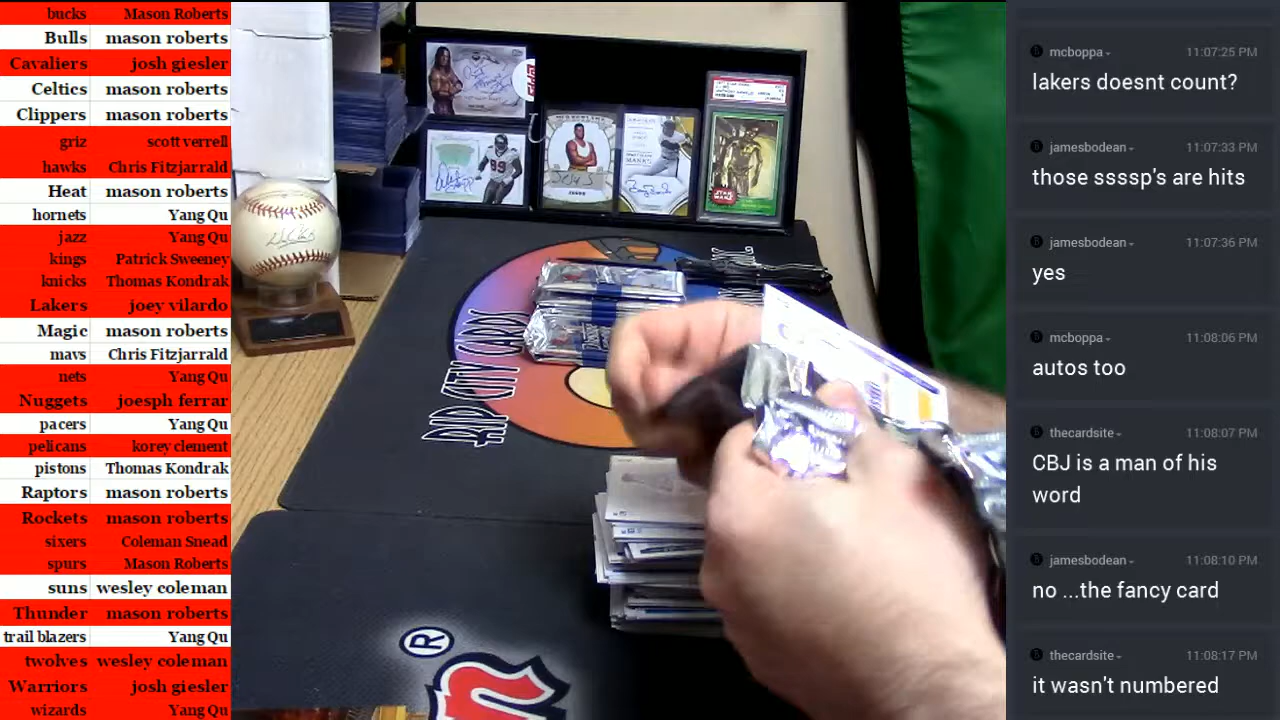 bucks Mason Roberts
Bulls mason roberts
Cavaliers josh giesler
Celtics mason roberts
Clippers mason roberts
griz scott verrell
hawks Chris Fitzjarrald
Heat mason roberts
hornets Yang Qu
jazz Yang Qu
kings Patrick Sweeney
knicks Thomas Kondrak
Lakers joey vilardo
Magic mason roberts
mavs Chris Fitzjarrald
nets Yang Qu
Nuggets joesph ferrar
pacers Yang Qu
pelicans korey clement
pistons Thomas Kondrak
Raptors mason roberts
Rockets mason roberts
sixers Coleman Snead
spurs Mason Roberts
suns wesley coleman
Thunder mason roberts
trail blazers Yang Qu
twolves wesley coleman
Warriors josh giesler
wizards Yang Qu
RIP CITY CARDS
STAR WARS
89
®
mcboppa 11:07:25 PM
lakers doesnt count?
jamesbodean 11:07:33 PM
those ssssp's are hits
jamesbodean 11:07:36 PM
yes
mcboppa 11:08:06 PM
autos too
thecardsite 11:08:07 PM
CBJ is a man of his
word
jamesbodean 11:08:10 PM
no ...the fancy card
thecardsite 11:08:17 PM
it wasn't numbered